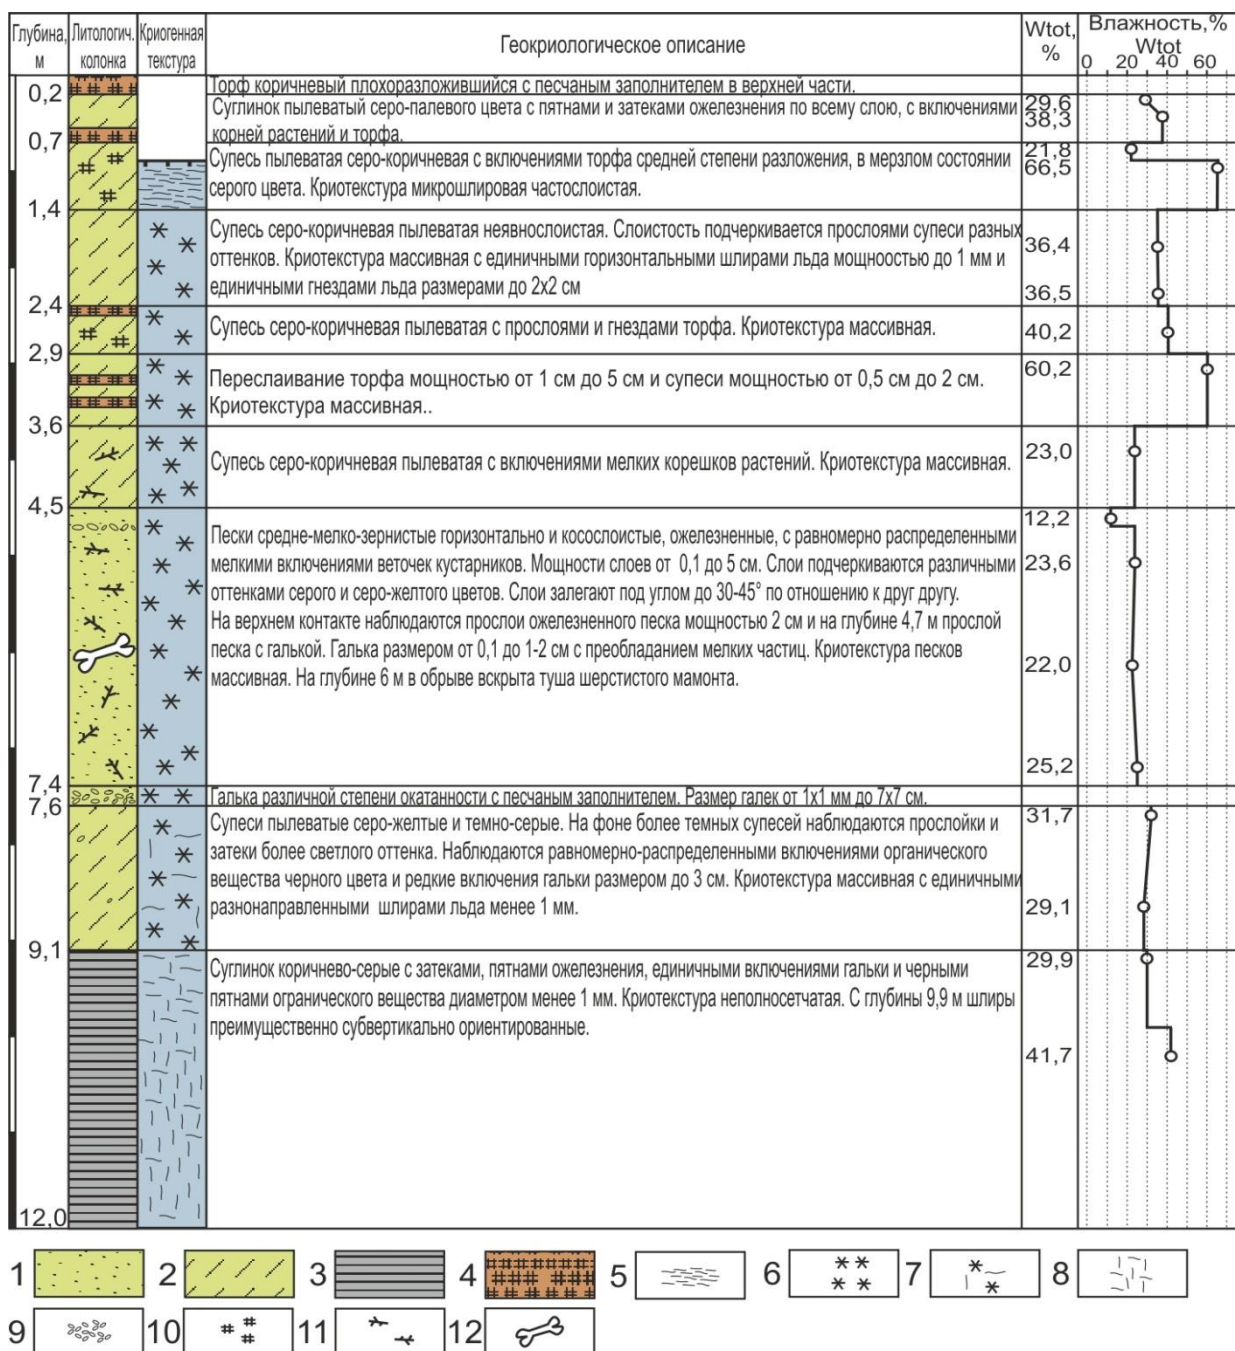 Глубина, м
Литологич. колонка
Криогенная текстура
Геокриологическое описание
Wtot, %
Влажность,%
Wtot
0 20 40 60
Торф коричневый плохоразложившийся с песчаным заполнителем в верхней части.
0,2
Суглинок пылеватый серо-палевого цвета с пятнами и затеками ожелезнения по всему слою, с включениями
корней растений и торфа.
29,6
38,3
0,7
Супесь пылеватая серо-коричневая с включениями торфа средней степени разложения, в мерзлом состоянии
серого цвета. Криотекстура микрошлировая частослоистая.
21,8
66,5
1,4
Супесь серо-коричневая пылеватая неявнослоистая. Слоистость подчеркивается прослоями супеси разных
оттенков. Криотекстура массивная с единичными горизонтальными шлирами льда мощноостью до 1 мм и
единичными гнездами льда размерами до 2х2 см
36,4
36,5
2,4
Супесь серо-коричневая пылеватая с прослоями и гнездами торфа. Криотекстура массивная.
40,2
2,9
Переслаивание торфа мощностью от 1 см до 5 см и супеси мощностью от 0,5 см до 2 см.
Криотекстура массивная..
60,2
3,6
Супесь серо-коричневая пылеватая с включениями мелких корешков растений. Криотекстура массивная.
23,0
4,5
Пески средне-мелко-зернистые горизонтально и косослоистые, ожелезненные, с равномерно распределенными
мелкими включениями веточек кустарников. Мощности слоев от 0,1 до 5 см. Слои подчеркиваются различными
оттенками серого и серо-желтого цветов. Слои залегают под углом до 30-45° по отношению к друг другу.
На верхнем контакте наблюдаются прослои ожелезненного песка мощностью 2 см и на глубине 4,7 м прослой
песка с галькой. Галька размером от 0,1 до 1-2 см с преобладанием мелких частиц. Криотекстура песков
массивная. На глубине 6 м в обрыве вскрыта туша шерстистого мамонта.
12,2
23,6
22,0
25,2
7,4
Галька различной степени окатанности с песчаным заполнителем. Размер галек от 1х1 мм до 7х7 см.
7,6
Супеси пылеватые серо-желтые и темно-серые. На фоне более темных супесей наблюдаются прослойки и
затеки более светлого оттенка. Наблюдаются равномерно-распределенными включениями органического
вещества черного цвета и редкие включения гальки размером до 3 см. Криотекстура массивная с единичными
разнонаправленными шлирами льда менее 1 мм.
31,7
29,1
9,1
Суглинок коричнево-серые с затеками, пятнами ожелезнения, единичными включениями гальки и черными
пятнами огранического вещества диаметром менее 1 мм. Криотекстура неполносетчатая. С глубины 9,9 м шлиры
преимущественно субвертикально ориентированные.
29,9
41,7
12,0
1 2 3 4 5 6 7 8
9 10 11 12